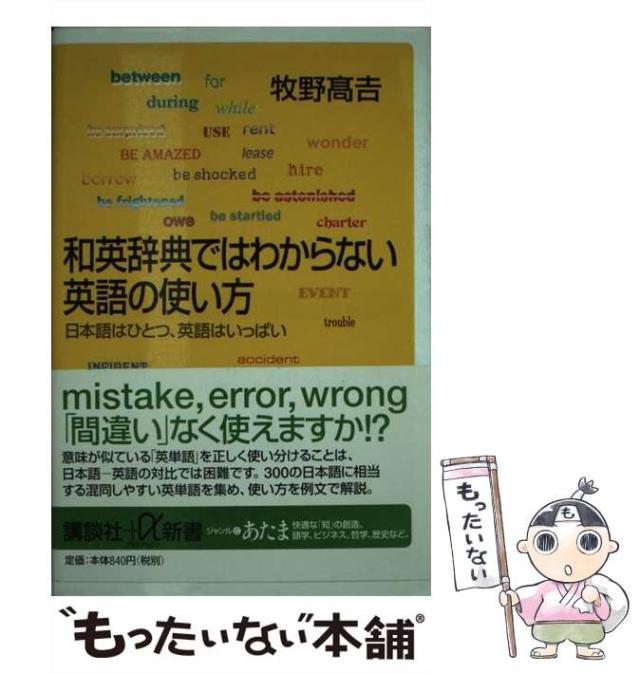 between
for
牧野髙吉
during
while
be surprised
USE
rent
wonder
BE AMAZED
lease
borrow
be shocked
hire
be frightened
be astonished
owe
be startled
charter
和英辞典ではわからない
英語の使い方
EVENT
日本語はひとつ、英語はいっぱい
trouble
INCIDENT
accident
mistake, error, wrong
「間違い」なく使えますか!?
意味が似ている「英単語」を正しく使い分けることは、
日本語－英語の対比では困難です。300の日本語に相当
する混同しやすい英単語を集め、使い方を例文で解説。
講談社+α新書
ジャンルC
あたま
快適な「知」の創造。
語学、ビジネス、哲学、歴史など。
定価:本体840円(税別)
も
もったいない
"もったいない"本舗®